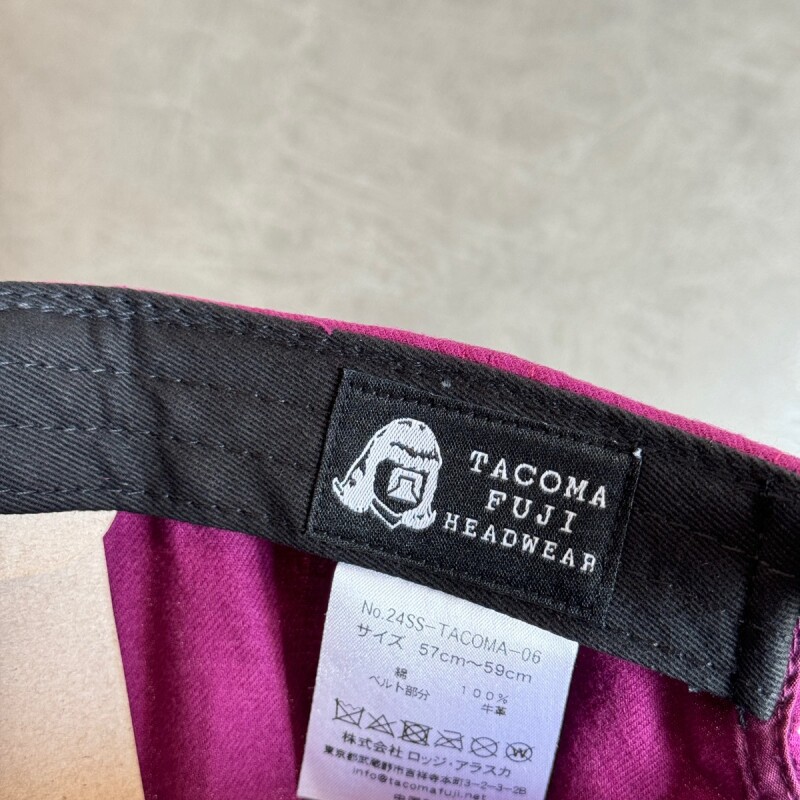 TACOMA
FUJI
HEADWEAR
No.24SS-TACOMA-06
サイズ 57cm～59cm
綿 100%
ベルト部分 牛革
株式会社 ロッジ・アラスカ
東京都武蔵野市吉祥寺本町3-2-3-2B
info@tacomafuji.net